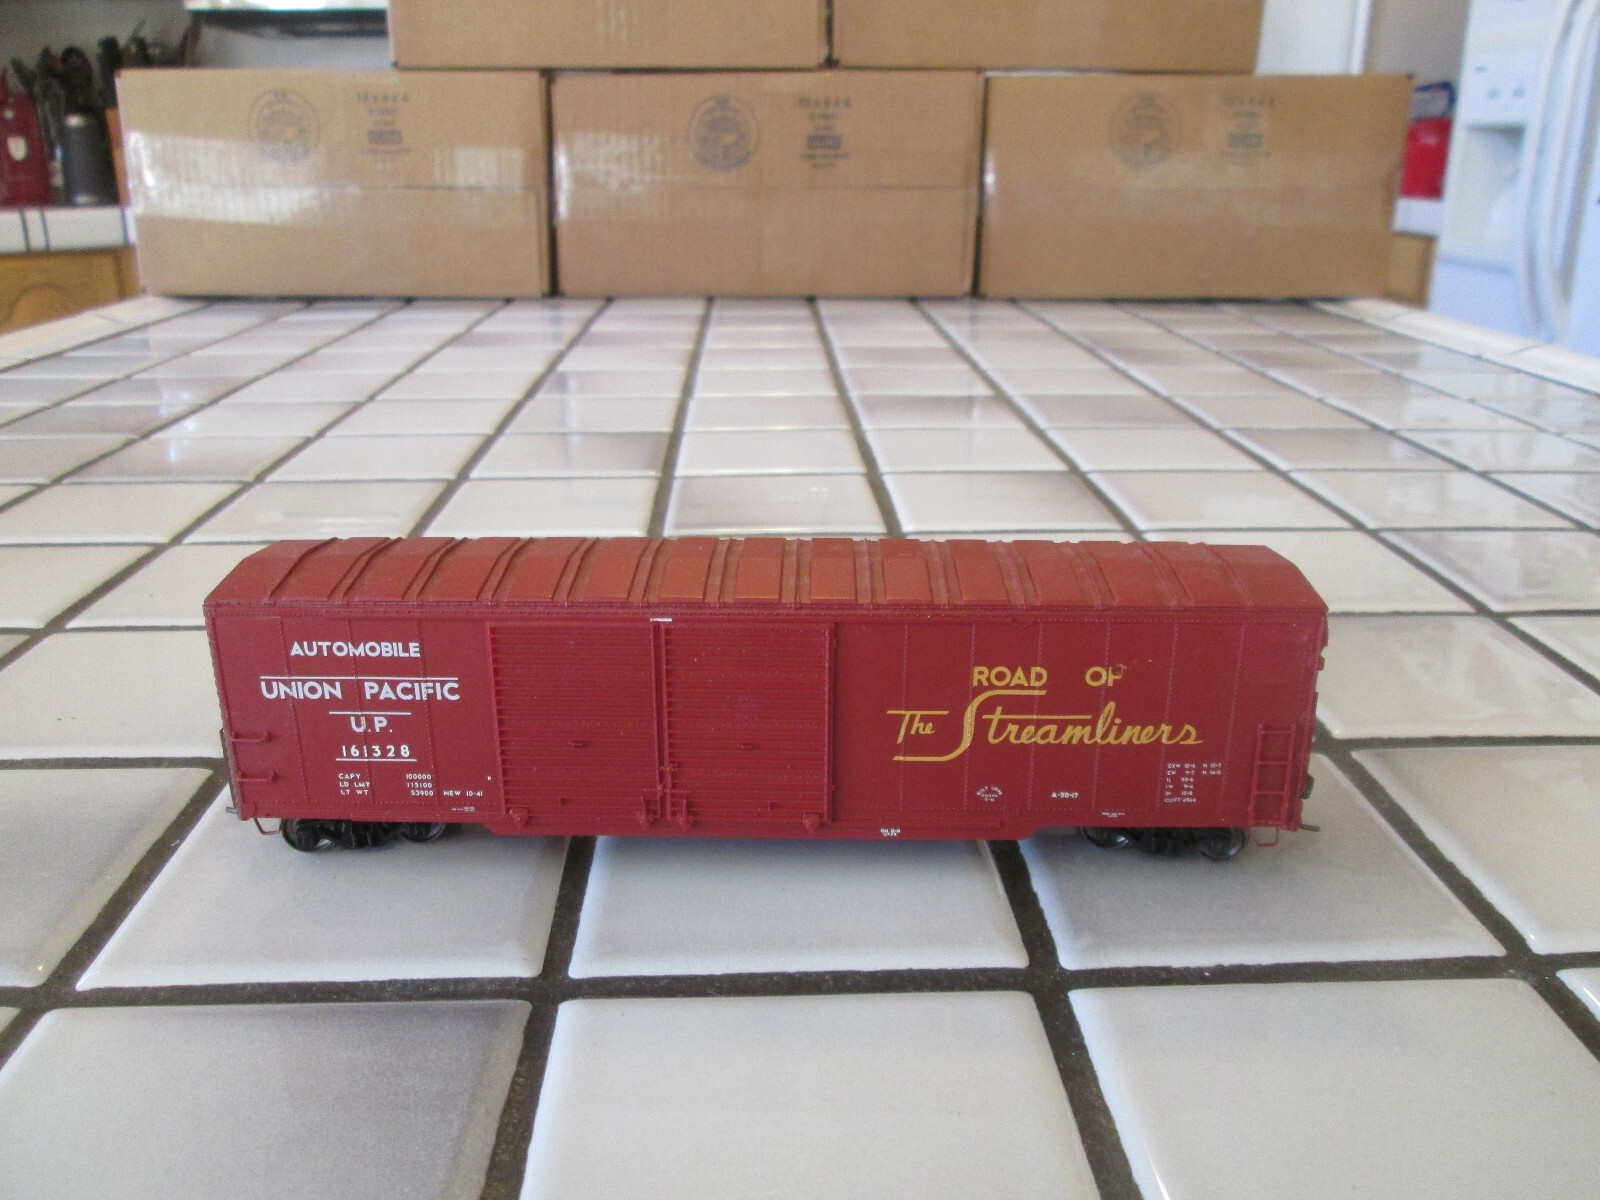 AUTOMOBILE
UNION PACIFIC
U.P.
161328
CAPY 100000
LD LMT 115100
LT WT 53900 NEW 10-41
ROAD OF
The Streamliners
A-50-17